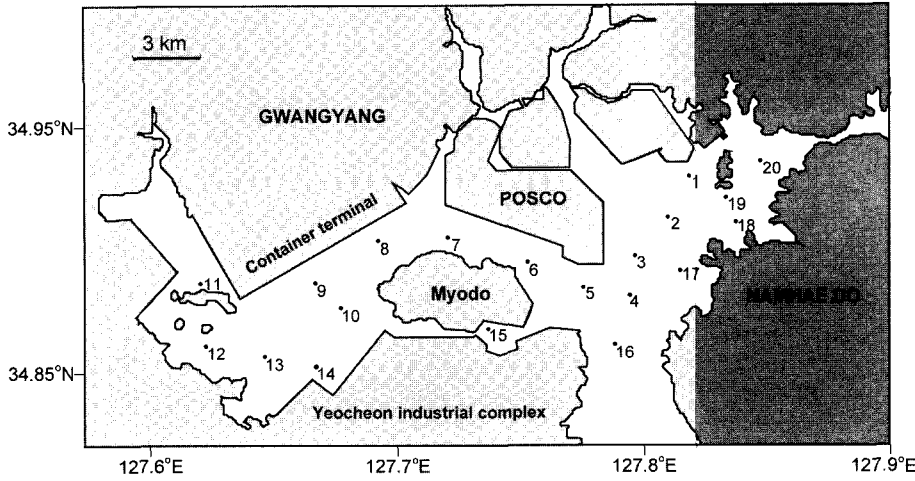 3 km
GWANGYANG
34.95°N
POSCO
Container terminal
Myodo
NAMHAE DO
1
2
3
4
5
6
7
8
9
10
11
12
13
14
15
16
17
18
19
20
34.85°N
Yeocheon industrial complex
127.6°E
127.7°E
127.8°E
127.9°E